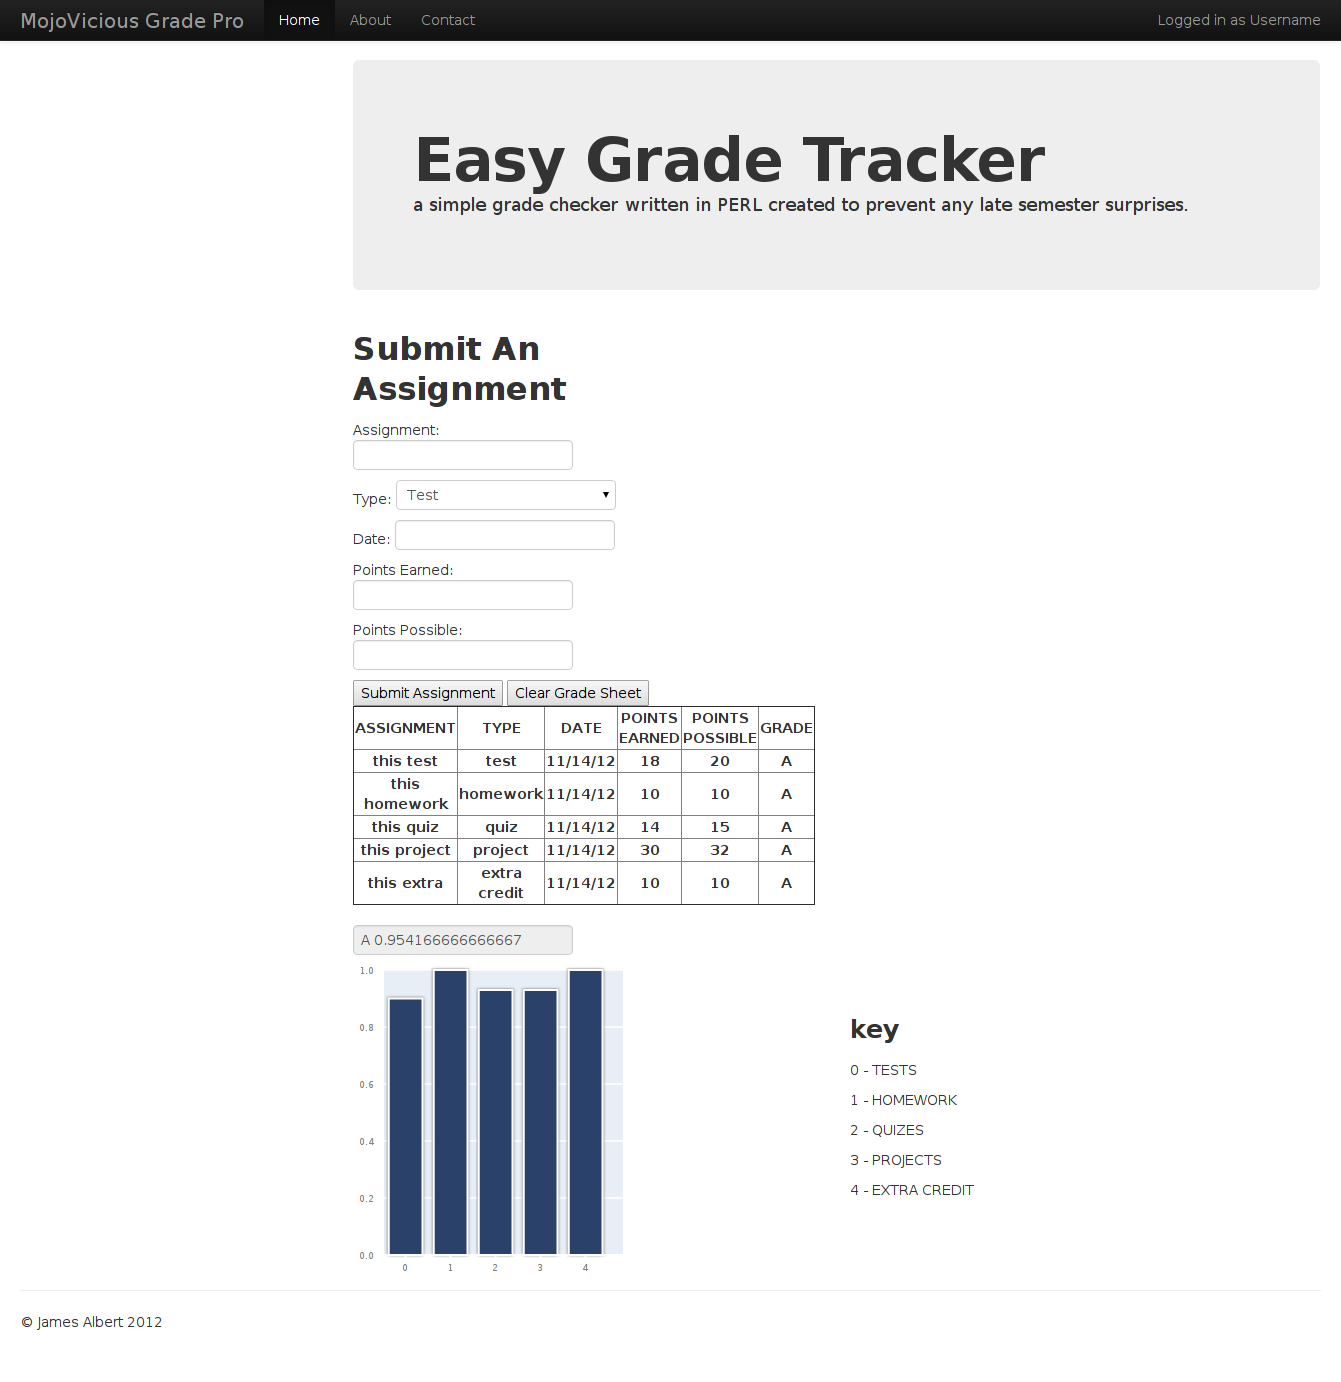 MojoVicious Grade Pro Home About Contact Logged in as Username
Easy Grade Tracker
a simple grade checker written in PERL created to prevent any late semester surprises.
Submit An
Assignment
Assignment:
Type: Test
Date:
Points Earned:
Points Possible:
Submit Assignment Clear Grade Sheet
ASSIGNMENT TYPE DATE POINTS EARNED POINTS POSSIBLE GRADE
this test test 11/14/12 18 20 A
this homework homework 11/14/12 10 10 A
this quiz quiz 11/14/12 14 15 A
this project project 11/14/12 30 32 A
this extra extra credit 11/14/12 10 10 A
A 0.954166666666667
1.0
0.8
0.6
0.4
0.2
0.0
0 1 2 3 4
key
0 - TESTS
1 - HOMEWORK
2 - QUIZES
3 - PROJECTS
4 - EXTRA CREDIT
© James Albert 2012